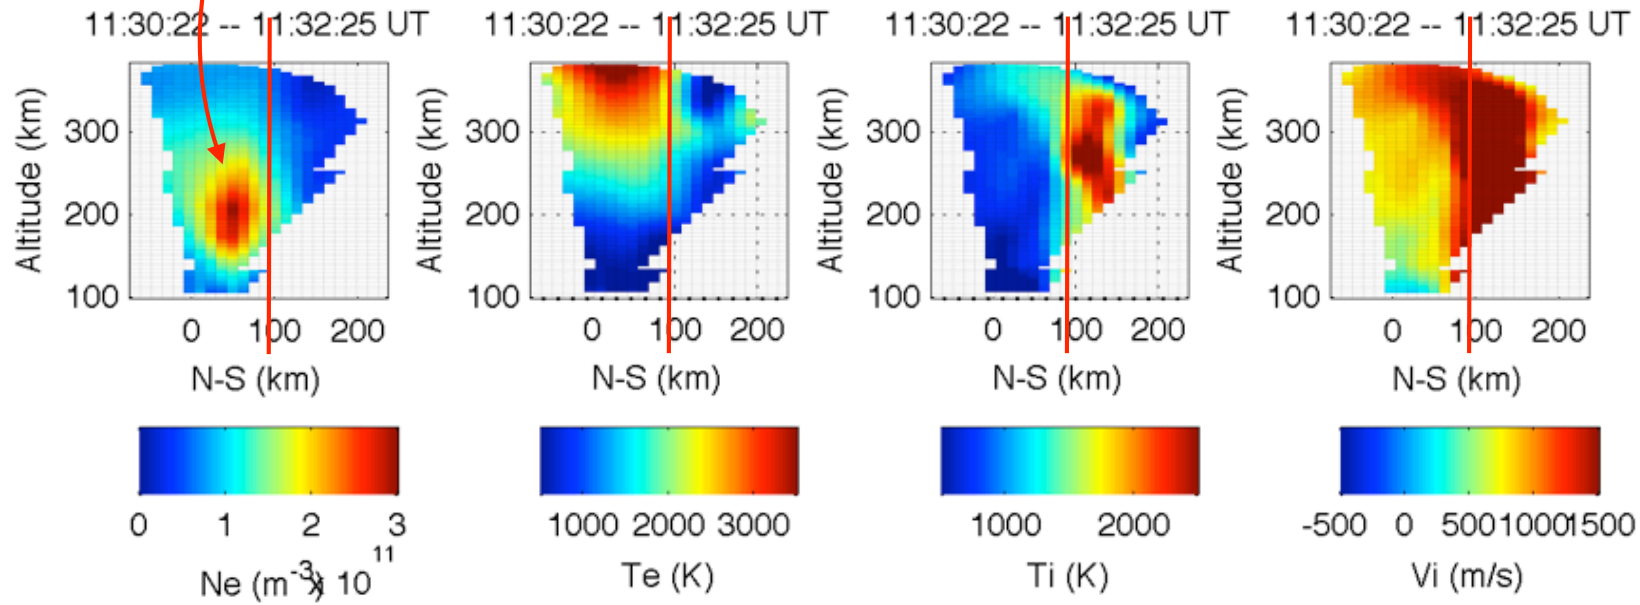 11:30:22 -- 11:32:25 UT
11:30:22 -- 11:32:25 UT
11:30:22 -- 11:32:25 UT
11:30:22 -- 11:32:25 UT
Altitude (km)
300
200
100
0 100 200
N-S (km)
Altitude (km)
300
200
100
0 100 200
N-S (km)
Altitude (km)
300
200
100
0 100 200
N-S (km)
Altitude (km)
300
200
100
0 100 200
N-S (km)
0 1 2 3
Ne (m-3) x 10 11
1000 2000 3000
Te (K)
1000 2000
Ti (K)
-500 0 500 1000 1500
Vi (m/s)